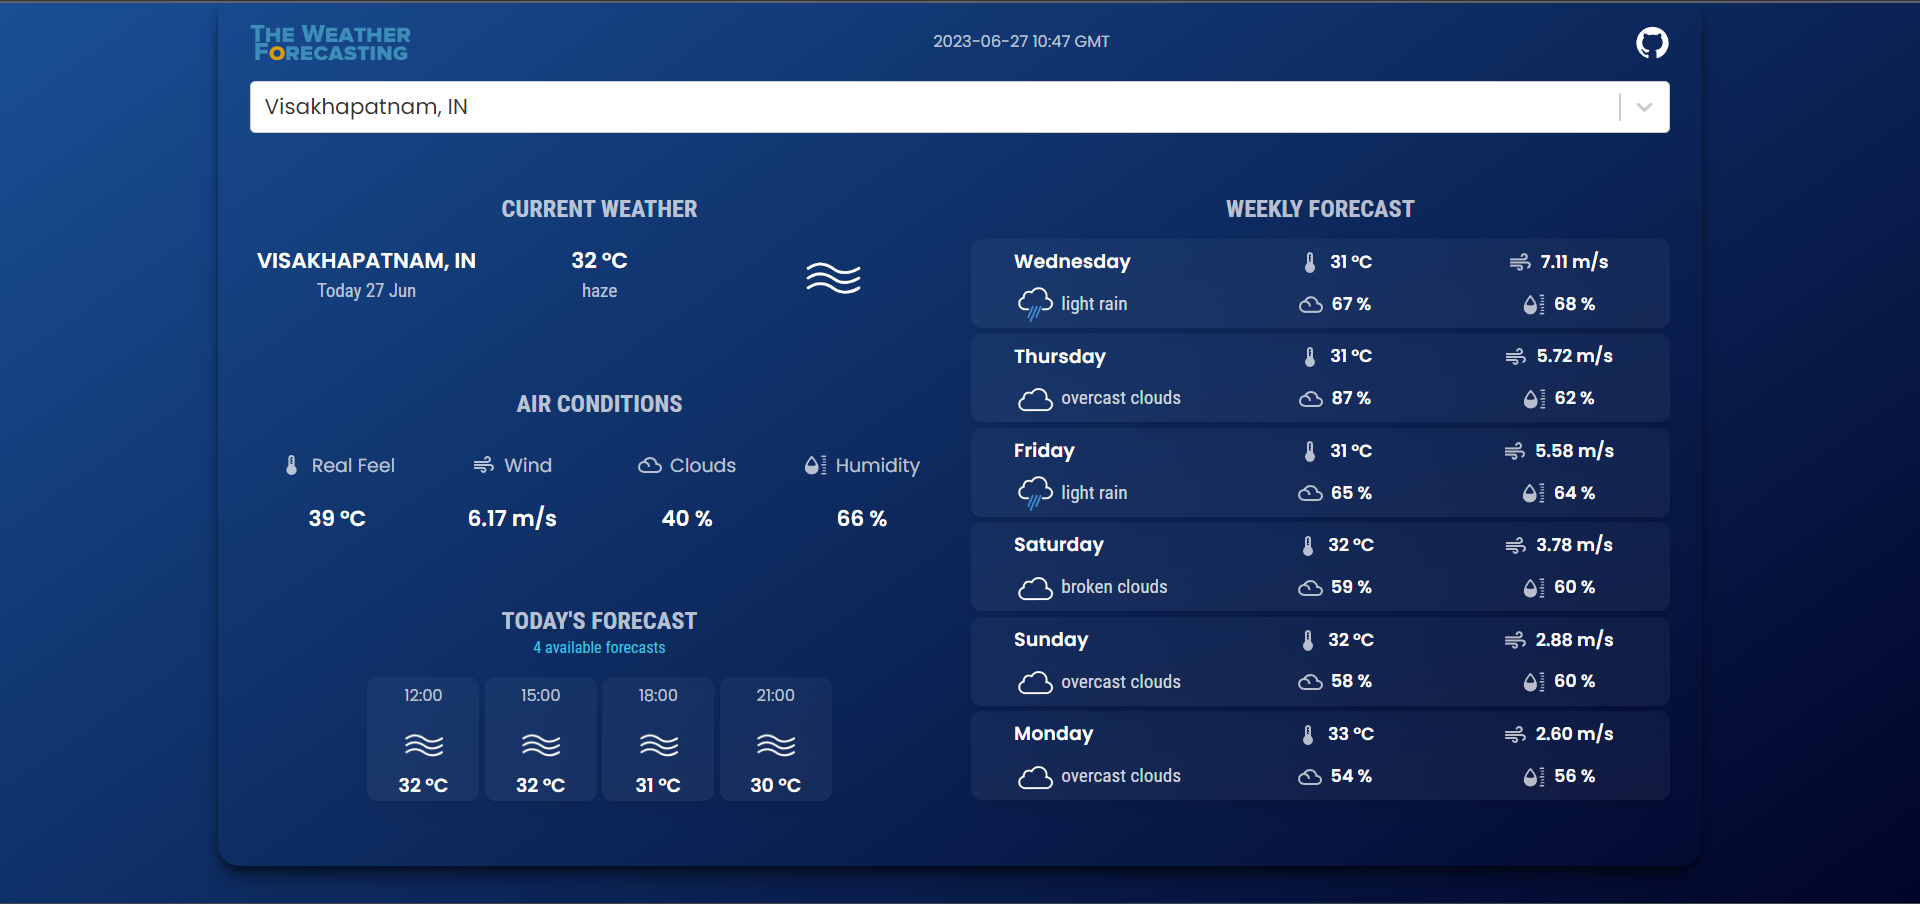 THE WEATHER
FORECASTING
2023-06-27 10:47 GMT
Visakhapatnam, IN
CURRENT WEATHER
VISAKHAPATNAM, IN
Today 27 Jun
32 °C
haze
AIR CONDITIONS
Real Feel
39 °C
Wind
6.17 m/s
Clouds
40 %
Humidity
66 %
TODAY'S FORECAST
4 available forecasts
12:00
32 °C
15:00
32 °C
18:00
31 °C
21:00
30 °C
WEEKLY FORECAST
Wednesday 31 °C 7.11 m/s
light rain 67 % 68 %
Thursday 31 °C 5.72 m/s
overcast clouds 87 % 62 %
Friday 31 °C 5.58 m/s
light rain 65 % 64 %
Saturday 32 °C 3.78 m/s
broken clouds 59 % 60 %
Sunday 32 °C 2.88 m/s
overcast clouds 58 % 60 %
Monday 33 °C 2.60 m/s
overcast clouds 54 % 56 %